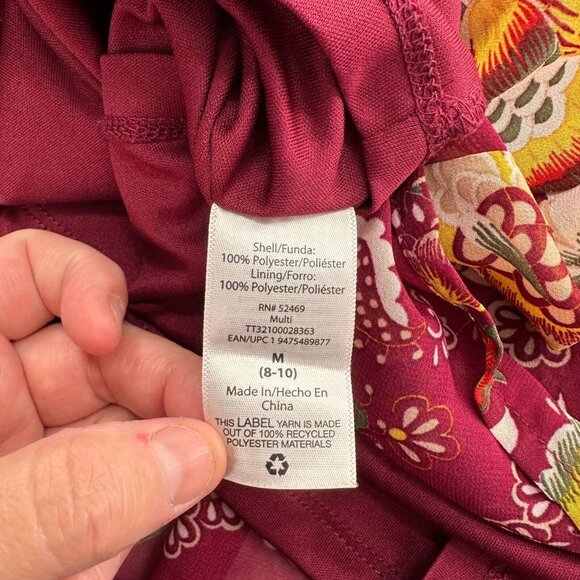 Shell/Funda:
100% Polyester/Poliéster
Lining/Forro:
100% Polyester/Poliéster
RN# 52469
Multi
TT32100028363
EAN/UPC 1 9475489877
M
(8-10)
Made In/Hecho En
China
THIS LABEL YARN IS MADE
OUT OF 100% RECYCLED
POLYESTER MATERIALS